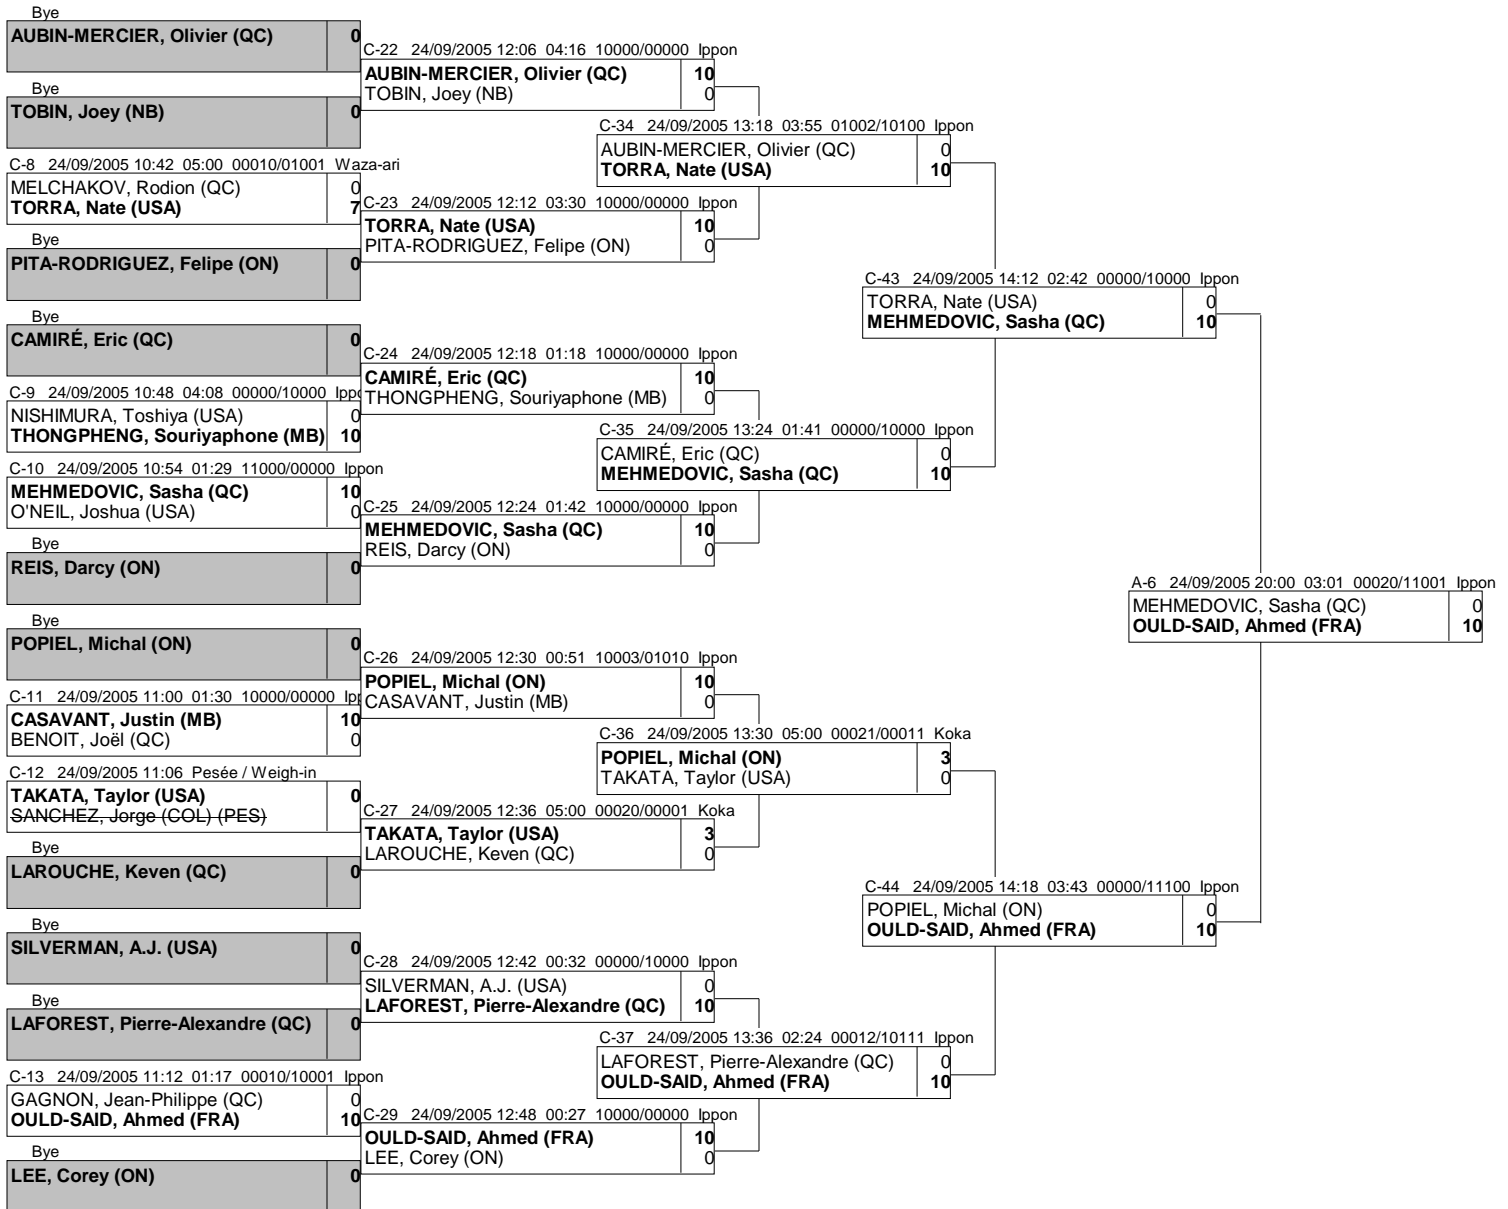 Bye
AUBIN-MERCIER, Olivier (QC) 0
Bye
TOBIN, Joey (NB) 0
C-8 24/09/2005 10:42 05:00 00010/01001 Waza-ari
MELCHAKOV, Rodion (QC) 0
TORRA, Nate (USA) 7
Bye
PITA-RODRIGUEZ, Felipe (ON) 0
Bye
CAMIRÉ, Eric (QC) 0
C-9 24/09/2005 10:48 04:08 00000/10000 Ippo
NISHIMURA, Toshiya (USA) 0
THONGPHENG, Souriyaphone (MB) 10
C-10 24/09/2005 10:54 01:29 11000/00000 Ippon
MEHMEDOVIC, Sasha (QC) 10
O'NEIL, Joshua (USA) 0
Bye
REIS, Darcy (ON) 0
Bye
POPIEL, Michal (ON) 0
C-11 24/09/2005 11:00 01:30 10000/00000 Ipp
CASAVANT, Justin (MB) 10
BENOIT, Joël (QC) 0
C-12 24/09/2005 11:06 Pesée / Weigh-in
TAKATA, Taylor (USA) 0
SANCHEZ, Jorge (COL) (PES)
Bye
LAROUCHE, Keven (QC) 0
Bye
SILVERMAN, A.J. (USA) 0
Bye
LAFOREST, Pierre-Alexandre (QC) 0
C-13 24/09/2005 11:12 01:17 00010/10001 Ippon
GAGNON, Jean-Philippe (QC) 0
OULD-SAID, Ahmed (FRA) 10
Bye
LEE, Corey (ON) 0
C-22 24/09/2005 12:06 04:16 10000/00000 Ippon
AUBIN-MERCIER, Olivier (QC) 10
TOBIN, Joey (NB) 0
C-23 24/09/2005 12:12 03:30 10000/00000 Ippon
TORRA, Nate (USA) 10
PITA-RODRIGUEZ, Felipe (ON) 0
C-24 24/09/2005 12:18 01:18 10000/00000 Ippon
CAMIRÉ, Eric (QC) 10
THONGPHENG, Souriyaphone (MB) 0
C-25 24/09/2005 12:24 01:42 10000/00000 Ippon
MEHMEDOVIC, Sasha (QC) 10
REIS, Darcy (ON) 0
C-26 24/09/2005 12:30 00:51 10003/01010 Ippon
POPIEL, Michal (ON) 10
CASAVANT, Justin (MB) 0
C-27 24/09/2005 12:36 05:00 00020/00001 Koka
TAKATA, Taylor (USA) 3
LAROUCHE, Keven (QC) 0
C-28 24/09/2005 12:42 00:32 00000/10000 Ippon
SILVERMAN, A.J. (USA) 0
LAFOREST, Pierre-Alexandre (QC) 10
C-29 24/09/2005 12:48 00:27 10000/00000 Ippon
OULD-SAID, Ahmed (FRA) 10
LEE, Corey (ON) 0
C-34 24/09/2005 13:18 03:55 01002/10100 Ippon
AUBIN-MERCIER, Olivier (QC) 0
TORRA, Nate (USA) 10
C-35 24/09/2005 13:24 01:41 00000/10000 Ippon
CAMIRÉ, Eric (QC) 0
MEHMEDOVIC, Sasha (QC) 10
C-36 24/09/2005 13:30 05:00 00021/00011 Koka
POPIEL, Michal (ON) 3
TAKATA, Taylor (USA) 0
C-37 24/09/2005 13:36 02:24 00012/10111 Ippon
LAFOREST, Pierre-Alexandre (QC) 0
OULD-SAID, Ahmed (FRA) 10
C-43 24/09/2005 14:12 02:42 00000/10000 Ippon
TORRA, Nate (USA) 0
MEHMEDOVIC, Sasha (QC) 10
C-44 24/09/2005 14:18 03:43 00000/11100 Ippon
POPIEL, Michal (ON) 0
OULD-SAID, Ahmed (FRA) 10
A-6 24/09/2005 20:00 03:01 00020/11001 Ippon
MEHMEDOVIC, Sasha (QC) 0
OULD-SAID, Ahmed (FRA) 10